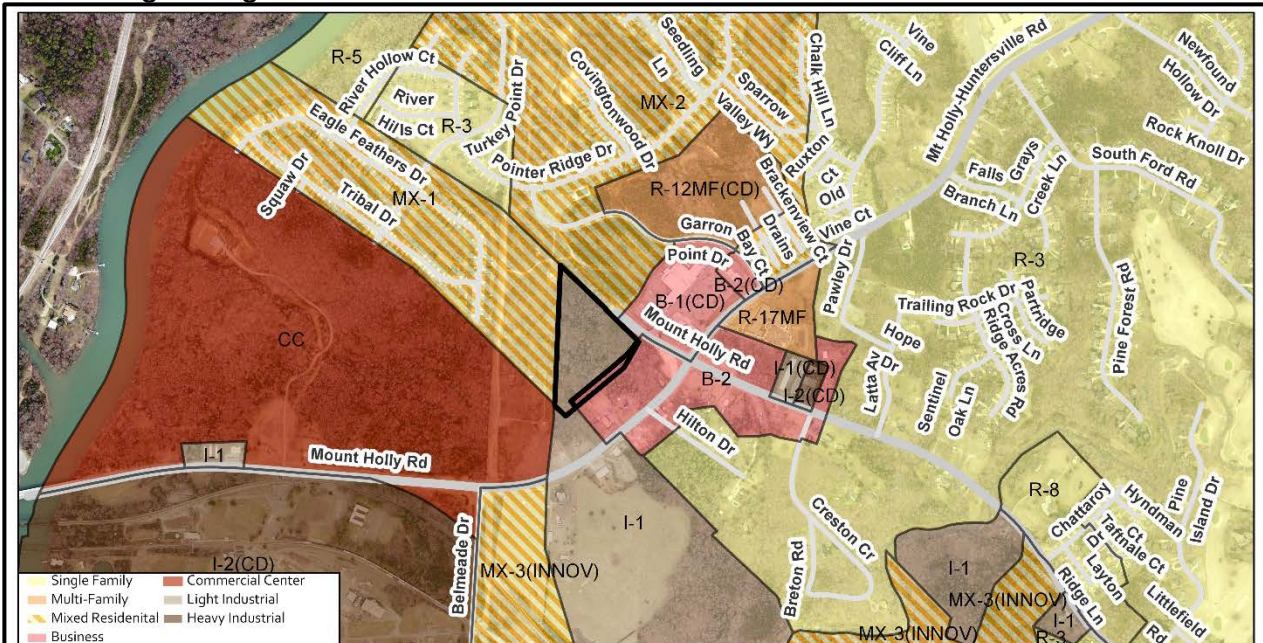 R-5
River Hollow Ct
River
Hi/ls Ct
R-3
Turkey Point Dr
Eagle Feathers Dr
Squaw Dr
Tribal Dr
MX-1
Covingtonwood Dr
Pointer Ridge Dr
Seedling
Ln
MX-2
Sparrow
Valley WN
Chalk Hill Ln
Vine
Cliff Ln
Ruxton
Ct
Old
Vine Ct
Brackenview Ct
Drains
Bay Ct
Garron
Point Dr
R-12MF(CD)
B-2(CD)
B-1(CD)
R-17MF
Mt Holly-Huntersville Rd
Newfound
Hollow Dr
Rock Knoll Dr
South Ford Rd
Falls
Grays
Branch Ln
Creek Ln
R-3
Pawley Dr
Trailing Rock Dr
Partridge
Cross Ln
Ridge Acres Rd
Pine Forest Rd
Hope
Dr
Latta Av
Sentinel
Oak Ln
Mount Holly Rd
B-2
I-1(CD)
I-2(CD)
Hilton Dr
CC
I-1
Mount Holly Rd
I-2(CD)
Belmeade Dr
MX-3(INNOV)
I-1
Breton Rd
Creston Cr
R-8
Chattaroy
Dr
Hyndman
Ct
Taffnale Ct
Layton
Ridge Ln
Pine
Island Dr
Littlefield
Rd
I-1
MX-3(INNOV)
I-1
R-3
MX-3(INNOV)
Single Family
Multi-Family
Mixed Residenital
Business
Commercial Center
Light Industrial
Heavy Industrial